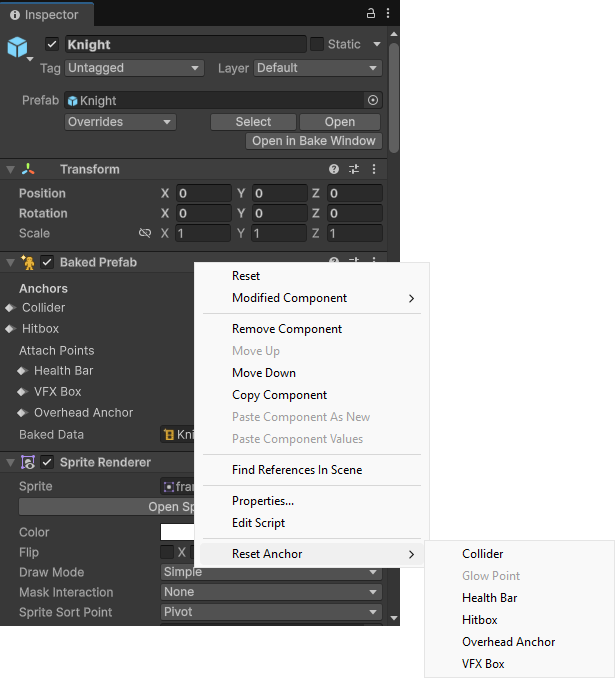 Inspector
Knight
Static
Tag Untagged Layer Default
Prefab Knight
Overrides Select Open
Open in Bake Window
Transform
Position X 0 Y 0 Z 0
Rotation X 0 Y 0 Z 0
Scale X 1 Y 1 Z 1
Baked Prefab
Anchors
Collider
Hitbox
Attach Points
Health Bar
VFX Box
Overhead Anchor
Baked Data
Sprite Renderer
Sprite
Color
Flip X
Draw Mode Simple
Mask Interaction None
Sprite Sort Point Pivot
Reset
Modified Component
Remove Component
Move Up
Move Down
Copy Component
Paste Component As New
Paste Component Values
Find References In Scene
Properties...
Edit Script
Reset Anchor
Collider
Glow Point
Health Bar
Hitbox
Overhead Anchor
VFX Box